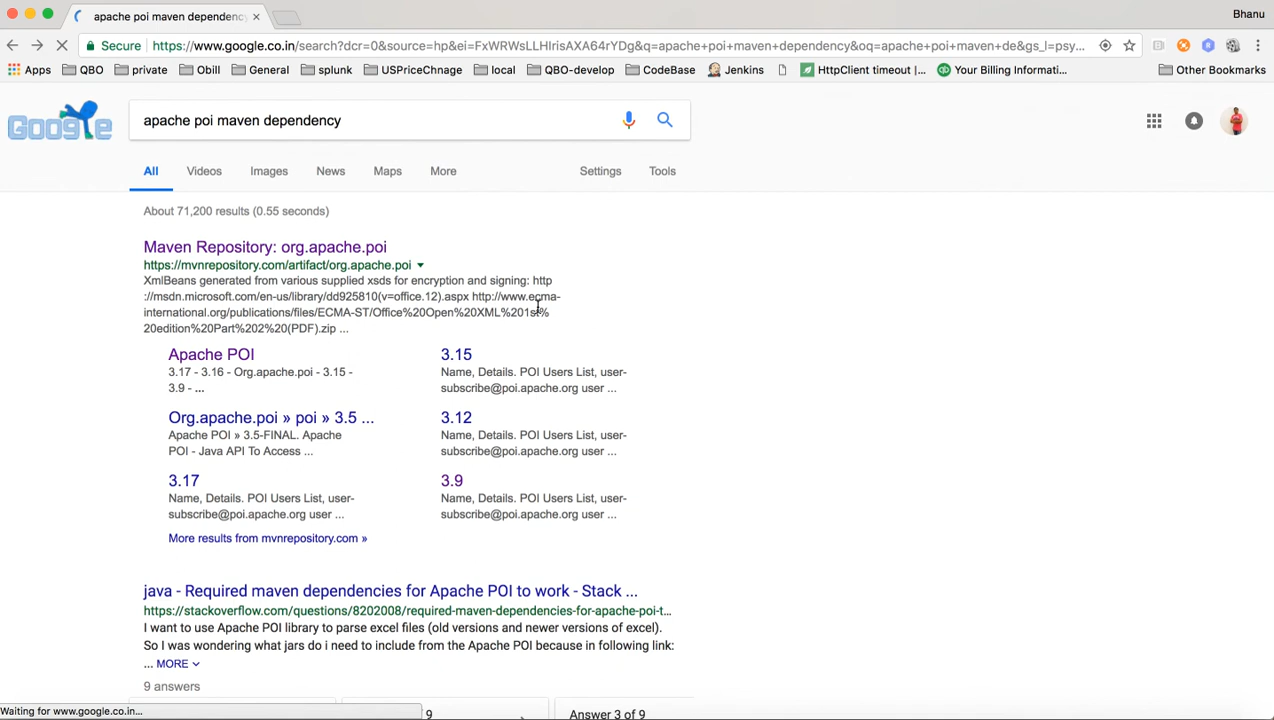 apache poi maven dependency
Bhanu
Secure https://www.google.co.in/search?dcr=0&source=hp&ei=FxWRWsLLHIrisAXA64rYDg&q=apache+poi+maven+dependency&oq=apache+poi+maven+de&gs_l=psy...
Apps QBO private Obill General splunk USPriceChnage local QBO-develop CodeBase Jenkins HttpClient timeout |... Your Billing Informati... Other Bookmarks
Google apache poi maven dependency
All Videos Images News Maps More Settings Tools
About 71,200 results (0.55 seconds)
Maven Repository: org.apache.poi
https://mvnrepository.com/artifact/org.apache.poi
XmlBeans generated from various supplied xsds for encryption and signing: http
://msdn.microsoft.com/en-us/library/dd925810(v=office.12).aspx http://www.ecma-
international.org/publications/files/ECMA-ST/Office%20Open%20XML%201st%
20edition%20Part%202%20(PDF).zip ...
Apache POI
3.17 - 3.16 - Org.apache.poi - 3.15 -
3.9 - ...
3.15
Name, Details. POI Users List, user-
subscribe@poi.apache.org user ...
Org.apache.poi » poi » 3.5 ...
Apache POI » 3.5-FINAL. Apache
POI - Java API To Access ...
3.12
Name, Details. POI Users List, user-
subscribe@poi.apache.org user ...
3.17
Name, Details. POI Users List, user-
subscribe@poi.apache.org user ...
3.9
Name, Details. POI Users List, user-
subscribe@poi.apache.org user ...
More results from mvnrepository.com »
java - Required maven dependencies for Apache POI to work - Stack ...
https://stackoverflow.com/questions/8202008/required-maven-dependencies-for-apache-poi-t...
I want to use Apache POI library to parse excel files (old versions and newer versions of excel).
So I was wondering what jars do i need to include from the Apache POI because in following link:
... MORE
9 answers
9
Answer 3 of 9
Waiting for www.google.co.in...